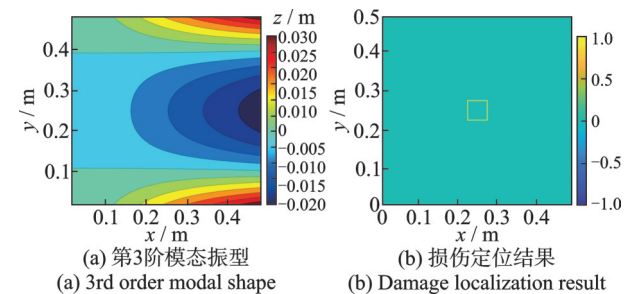 z / m
0.030
0.025
0.020
0.015
0.010
0.005
0
−0.005
−0.010
−0.015
−0.020
y / m
0.4
0.3
0.2
0.1
0.1 0.2 0.3 0.4
x / m
(a) 第3阶模态振型
(a) 3rd order modal shape
y / m
0.5
0.4
0.3
0.2
0.1
0
0 0.1 0.2 0.3 0.4
x / m
1.0
0.5
0
−0.5
−1.0
(b) 损伤定位结果
(b) Damage localization result